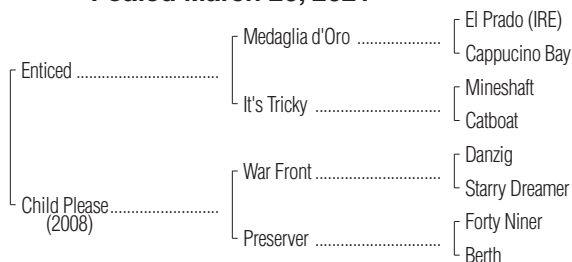 Foaled March 2021
El Prado (IRE)
Medaglia d'Oro
Cappucino Bay
Enticed
Mineshaft
It's Tricky
Catboat
Danzig
War Front
Starry Dreamer
Child Please
(2008)
Forty Niner
Preserver
Berth